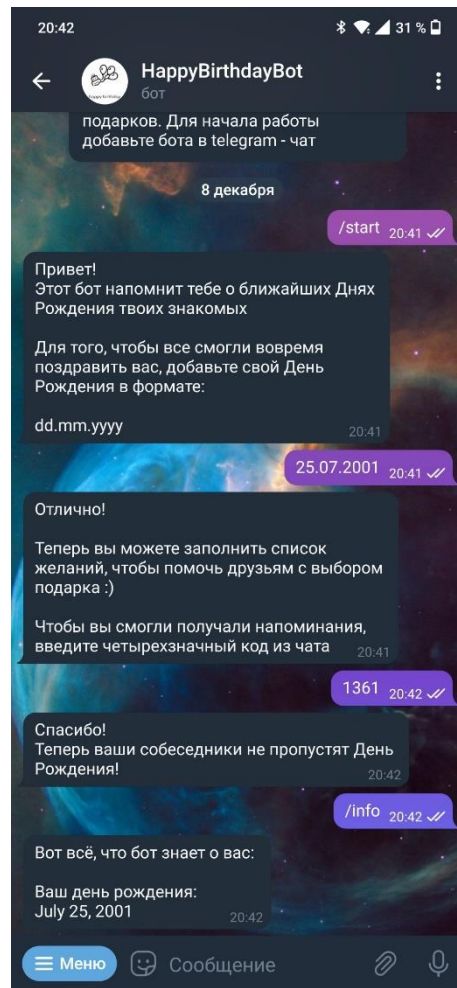 20:42
31 %
HappyBirthdayBot
бот
подарков. Для начала работы
добавьте бота в telegram - чат
8 декабря
/start 20:41
Привет!
Этот бот напомнит тебе о ближайших Днях
Рождения твоих знакомых
Для того, чтобы все смогли вовремя
поздравить вас, добавьте свой День
Рождения в формате:
dd.mm.yyyy
20:41
25.07.2001 20:41
Отлично!
Теперь вы можете заполнить список
желаний, чтобы помочь друзьям с выбором
подарка :)
Чтобы вы смогли получали напоминания,
введите четырехзначный код из чата 20:41
1361 20:42
Спасибо!
Теперь ваши собеседники не пропустят День
Рождения!
20:42
/info 20:42
Вот всё, что бот знает о вас:
Ваш день рождения:
July 25, 2001
20:42
Меню
Сообщение